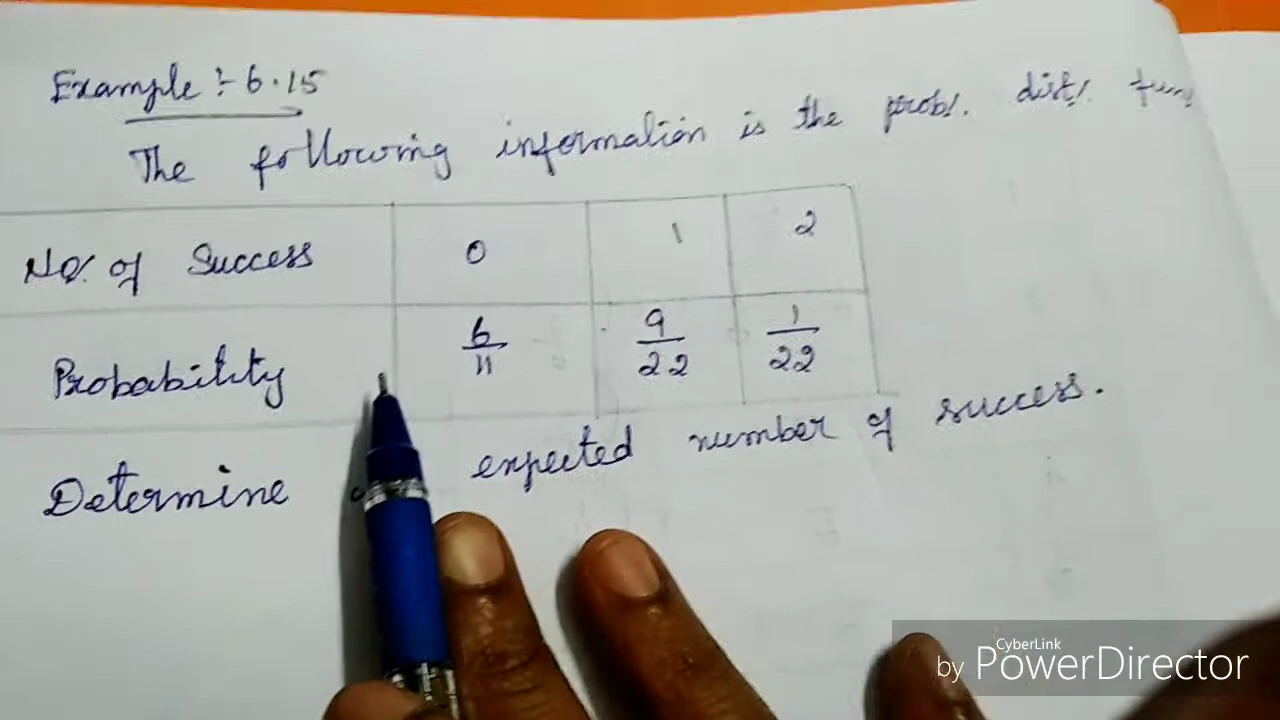 Example :- 6.15
The following information is the prob/. dist/.
No/. of Success 0 1 2
Probability 6/11 9/22 1/22
Determine expected number of success.
CyberLink
by PowerDirector